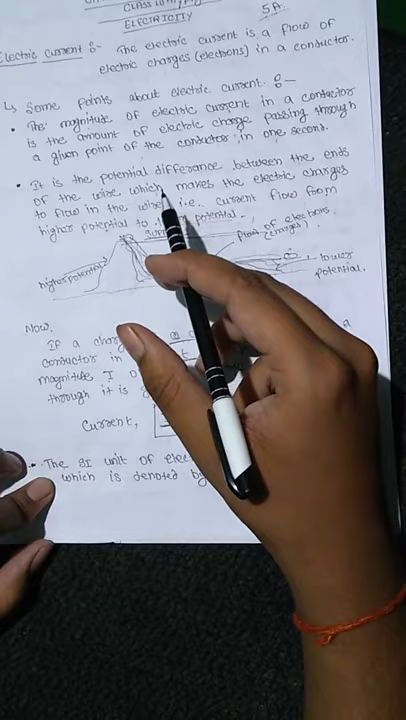 CLASS 10th
ELECTRICITY
5A
Electric Current :- The electric current is a flow of
electric charges (electrons) in a conductor.
Some points about electric current :-
• The magnitude of electric current in a conductor
is the amount of electric charge passing through
a given point of the conductor in one second.
• It is the potential difference between the ends
of the wire which makes the electric charges
to flow in the wire i.e. current flow from
higher potential to potential.
Flow of electrons
(charges)
higher potential
lower
potential.
Now,
If a
a
conductor in
magnitude I
through it is
Current,
• The SI unit of
which is denoted by